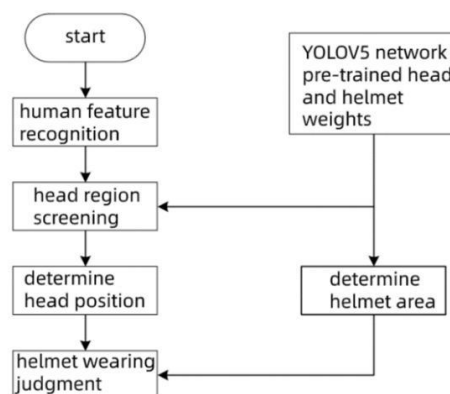 start
human feature
recognition
head region
screening
determine
head position
helmet wearing
judgment
YOLOV5 network
pre-trained head
and helmet
weights
determine
helmet area